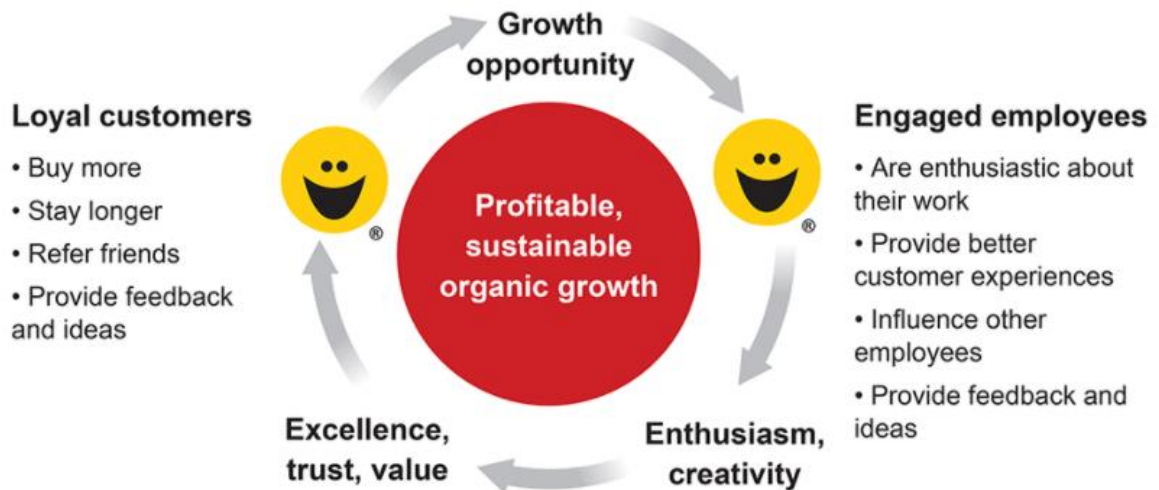 Growth
opportunity
Loyal customers
• Buy more
• Stay longer
• Refer friends
• Provide feedback
and ideas
®
Profitable,
sustainable
organic growth
®
Engaged employees
• Are enthusiastic about
their work
• Provide better
customer experiences
• Influence other
employees
• Provide feedback and
ideas
Excellence,
trust, value
Enthusiasm,
creativity